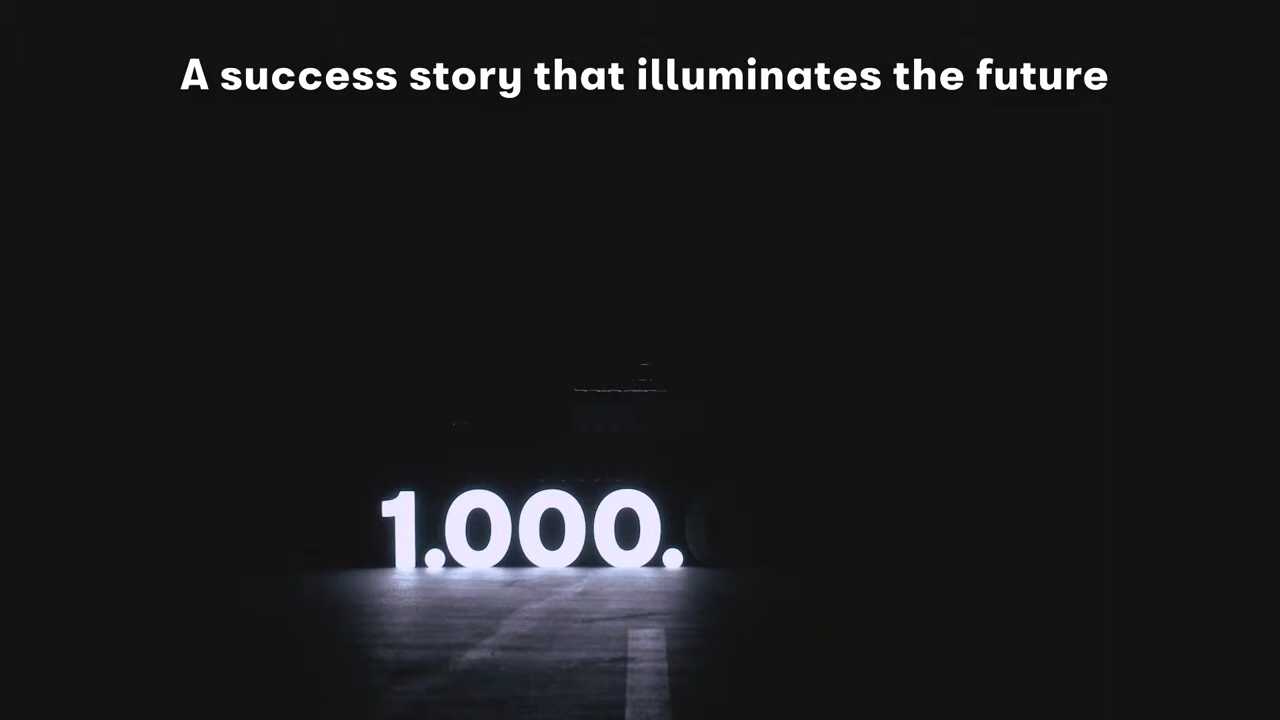 A success story that illuminates the future
1.000.